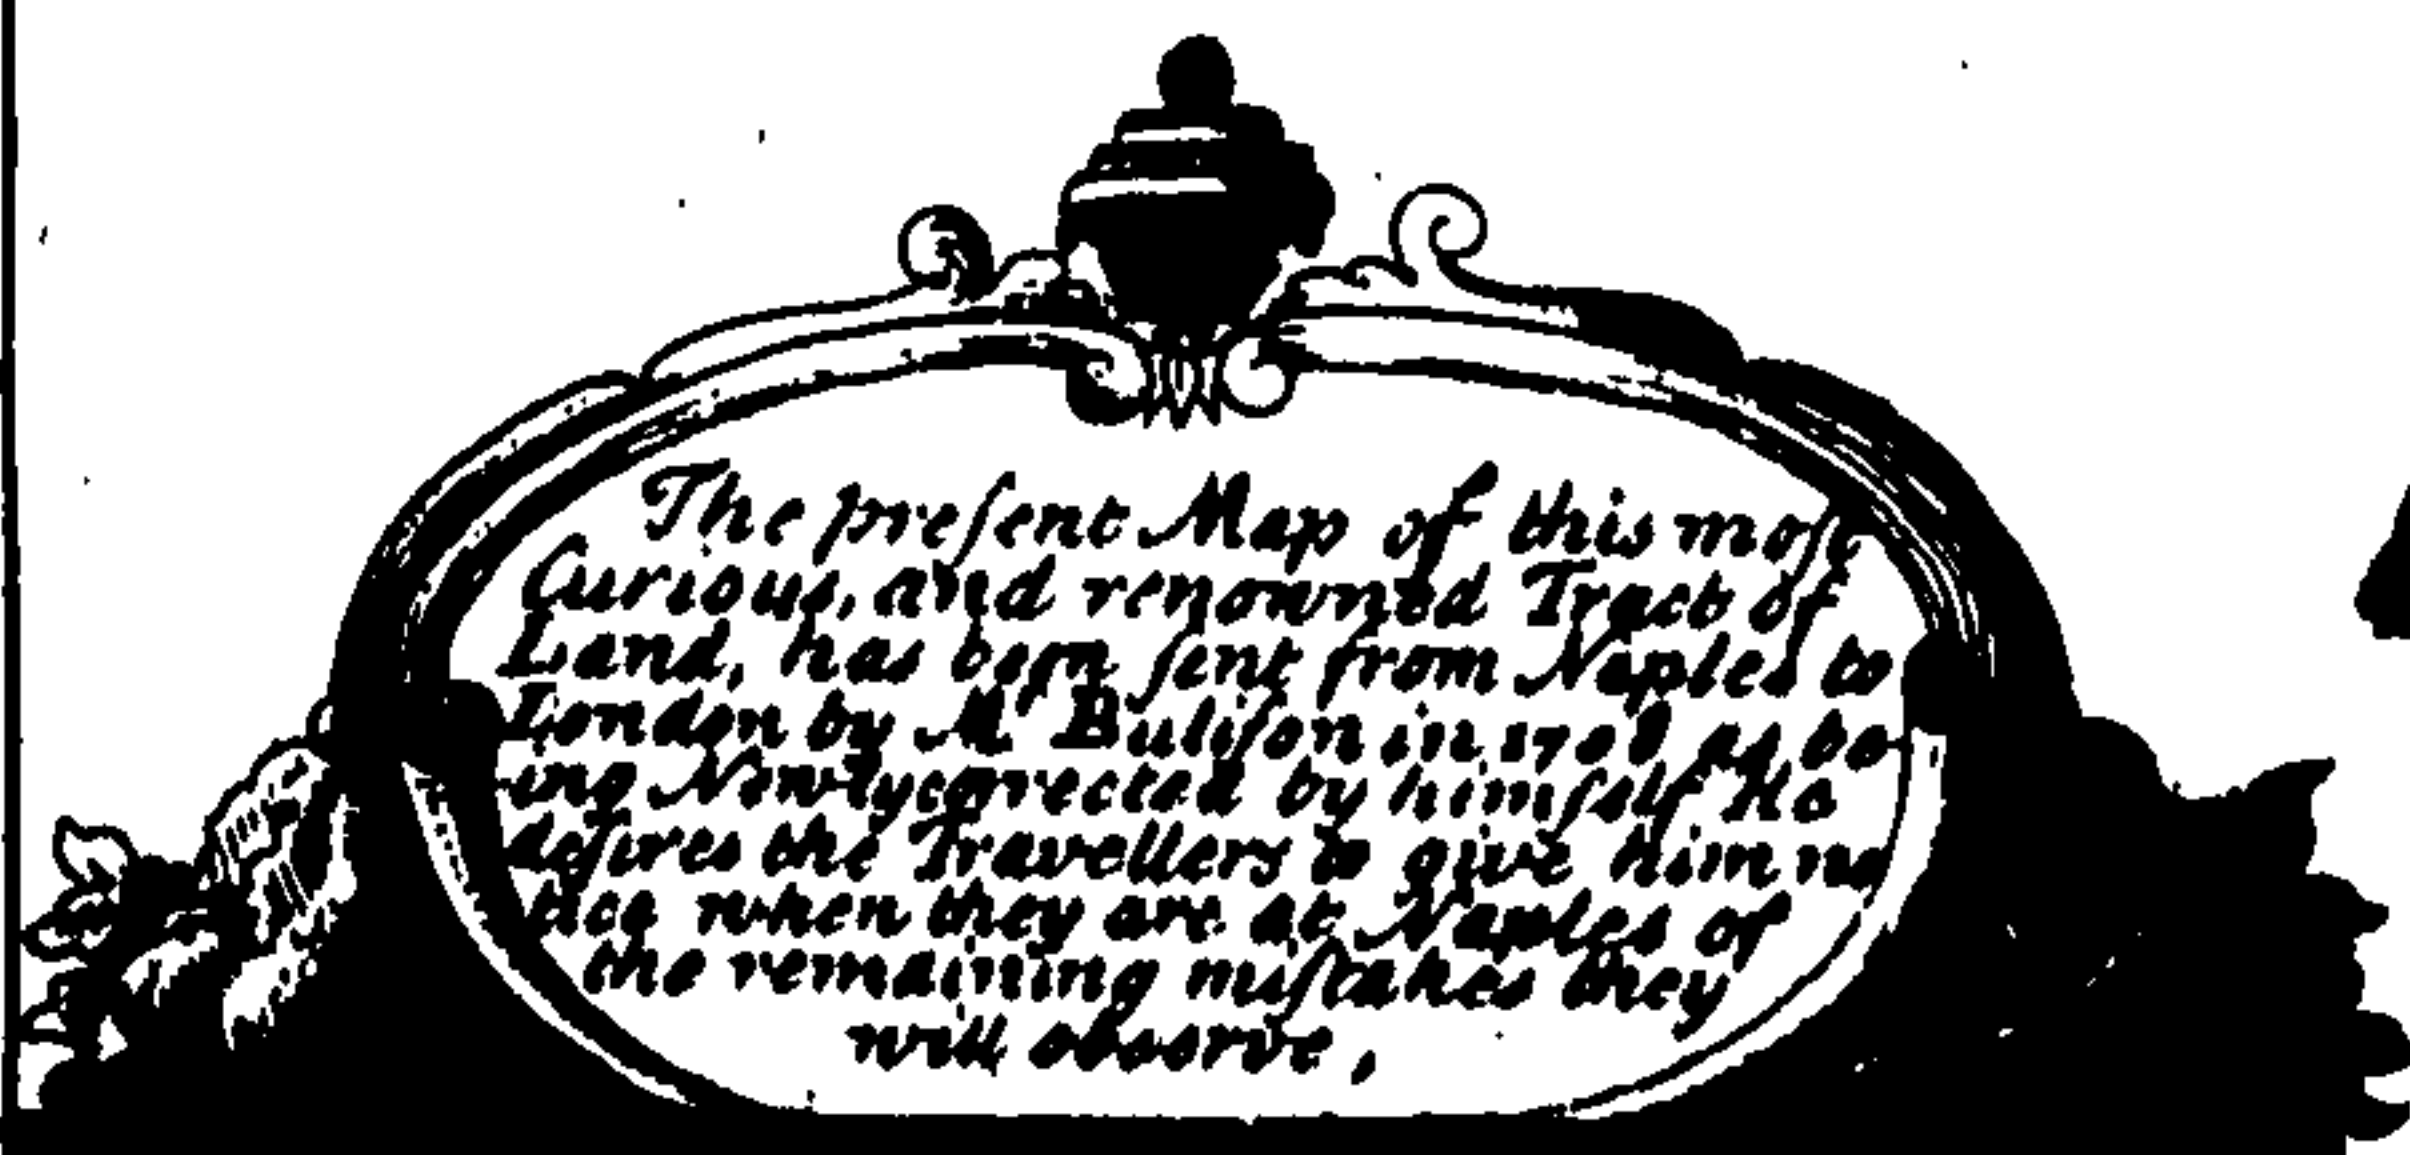 The preſent Map of this moſt
Curious, and renowned Tract of
Land, has been ſent from Naples to
London by Mr Buliſon in 1708 as be
ing Newly corrected by himſelf He
deſires the Travellers to give him no
tice when they are at Naples of
the remaining miſtakes they
will observe,